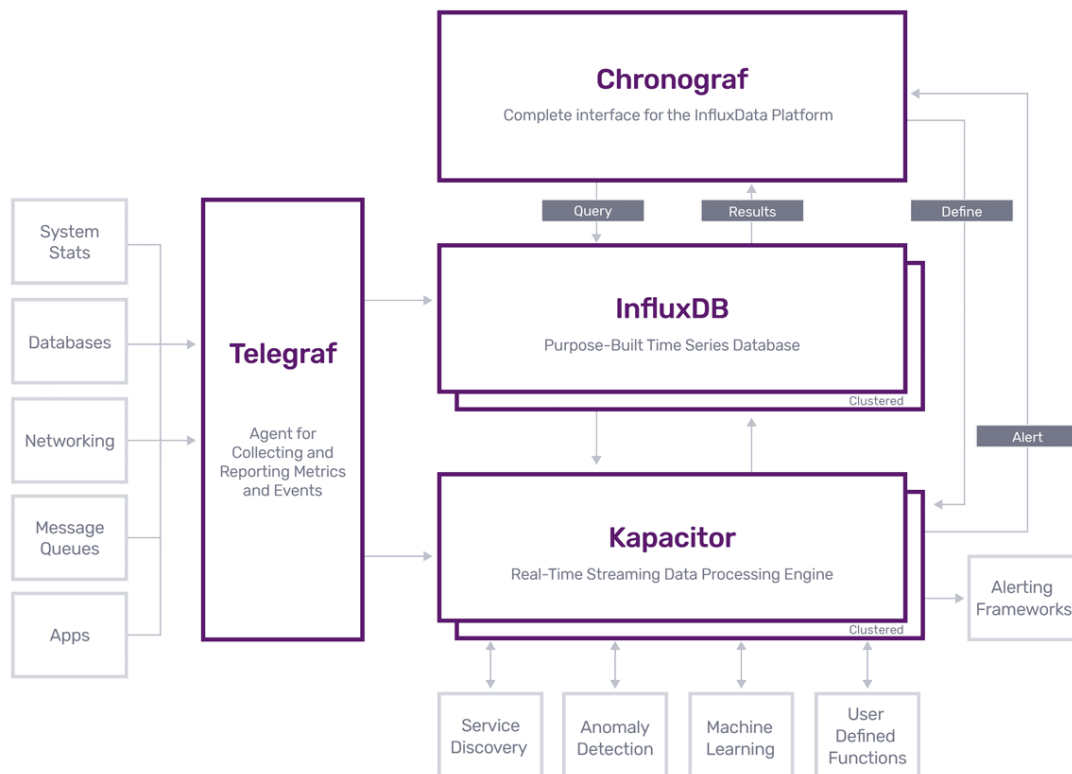 Chronograf
Complete interface for the InfluxData Platform
Query
Results
Define
System
Stats
Databases
Networking
Message
Queues
Apps
Telegraf
Agent for
Collecting and
Reporting Metrics
and Events
InfluxDB
Purpose-Built Time Series Database
Clustered
Alert
Kapacitor
Real-Time Streaming Data Processing Engine
Clustered
Alerting
Frameworks
Service
Discovery
Anomaly
Detection
Machine
Learning
User
Defined
Functions